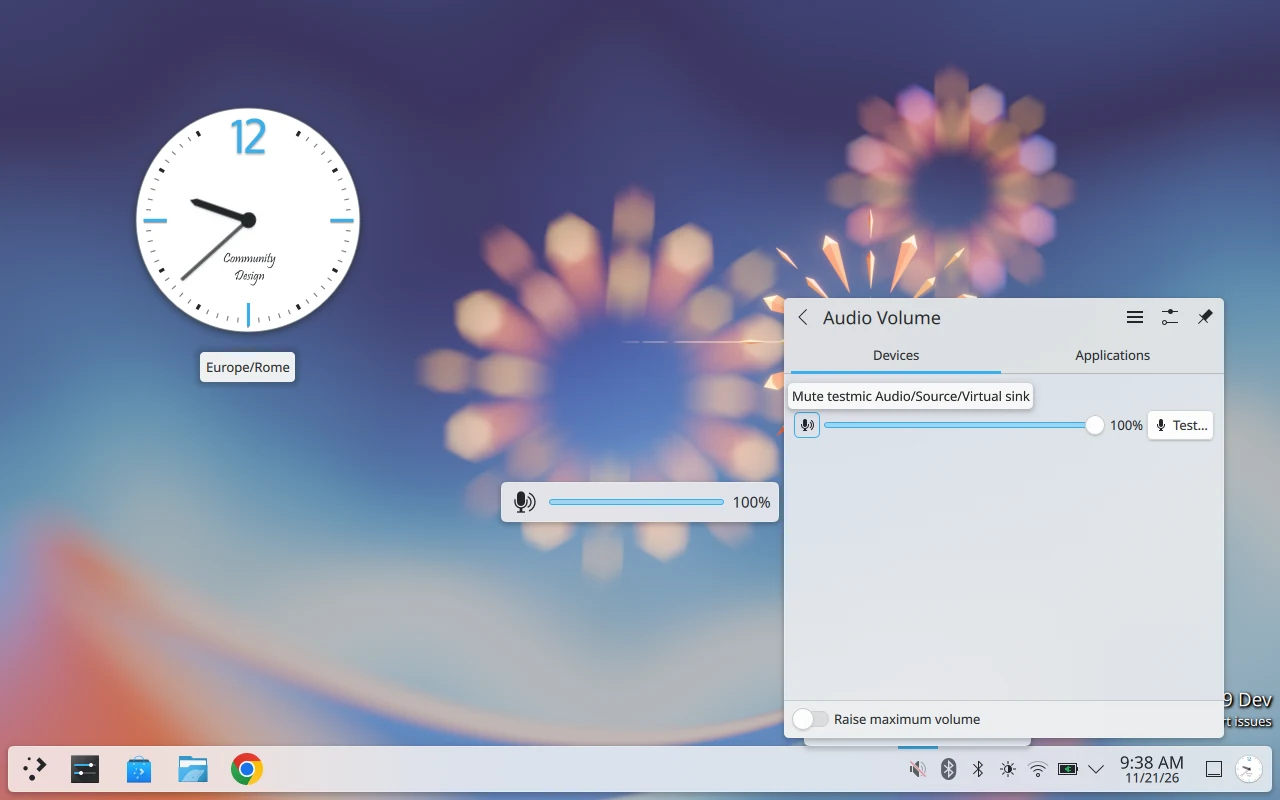 12
Community
Design
Europe/Rome
Audio Volume
Devices
Applications
Mute testmic Audio/Source/Virtual sink
100%
Test...
100%
Raise maximum volume
9 Dev
t issues
9:38 AM
11/21/26